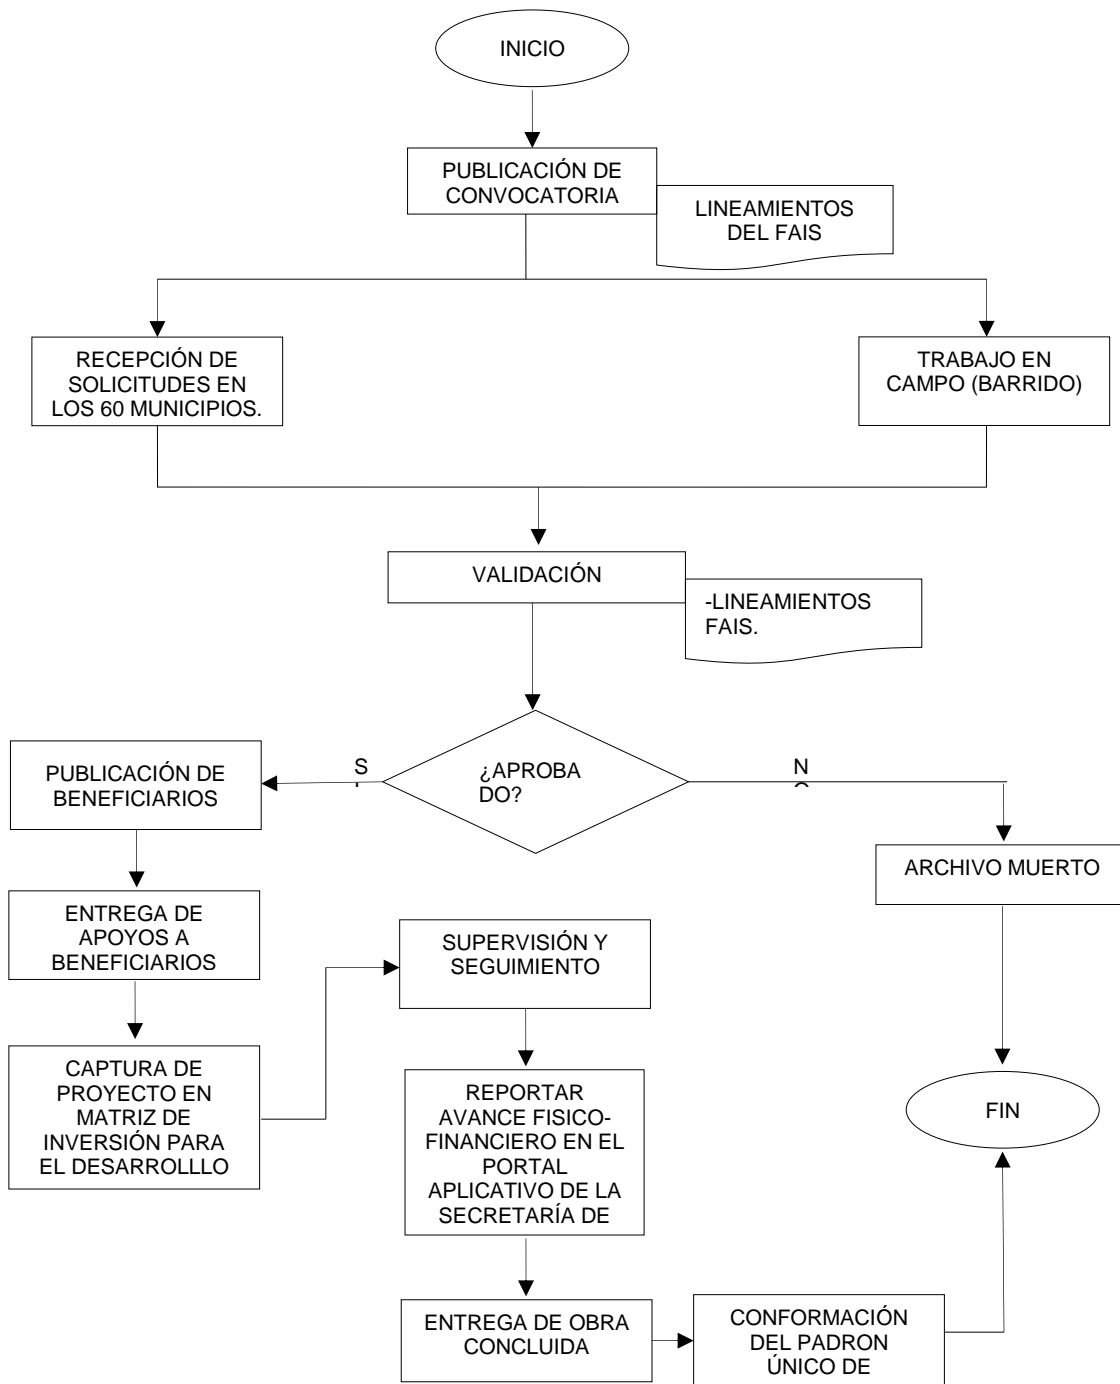 INICIO
PUBLICACIÓN DE
CONVOCATORIA
LINEAMIENTOS
DEL FAIS
RECEPCIÓN DE
SOLICITUDES EN
LOS 60 MUNICIPIOS.
TRABAJO EN
CAMPO (BARRIDO)
VALIDACIÓN
-LINEAMIENTOS
FAIS.
¿APROBA
DO?
S
N
PUBLICACIÓN DE
BENEFICIARIOS
ARCHIVO MUERTO
ENTREGA DE
APOYOS A
BENEFICIARIOS
SUPERVISIÓN Y
SEGUIMIENTO
CAPTURA DE
PROYECTO EN
MATRIZ DE
INVERSIÓN PARA
EL DESARROLLLO
REPORTAR
AVANCE FISICO-
FINANCIERO EN EL
PORTAL
APLICATIVO DE LA
SECRETARÍA DE
FIN
ENTREGA DE OBRA
CONCLUIDA
CONFORMACIÓN
DEL PADRON
ÚNICO DE